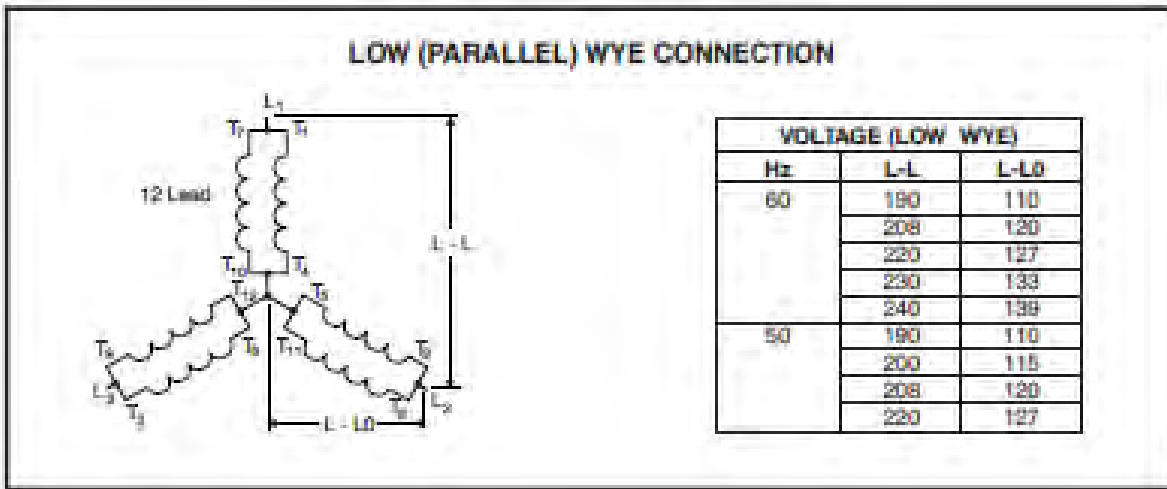 LOW (PARALLEL) WYE CONNECTION
L1
T7 T1
12 Lead
T10 T4
L - L
T12 T5
T9 T6 T11 T2
L3 T3 L2
L - L0
VOLTAGE (LOW WYE)
Hz L-L L-L0
60 190 110
208 120
220 127
230 133
240 139
50 190 110
200 115
208 120
220 127